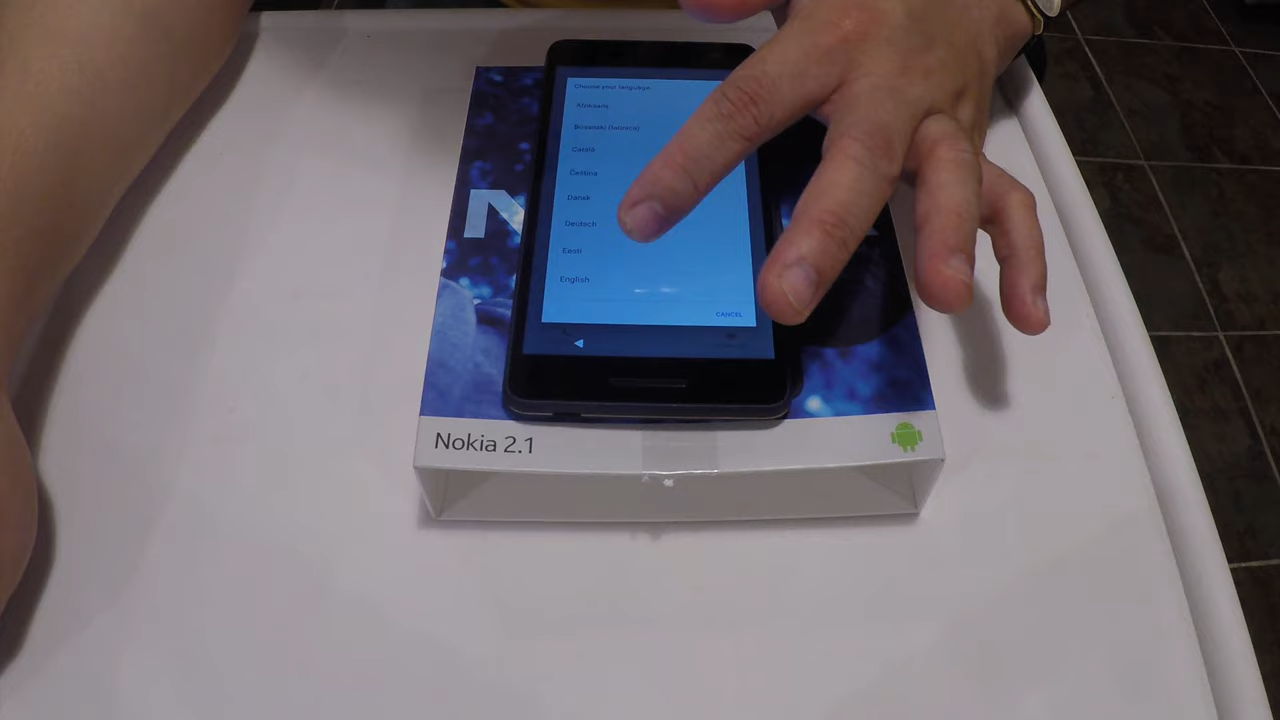 Choose your language
Afrikaans
Bosanski (latinica)
Català
Čeština
Dansk
Deutsch
Eesti
English
CANCEL
N
Nokia 2.1